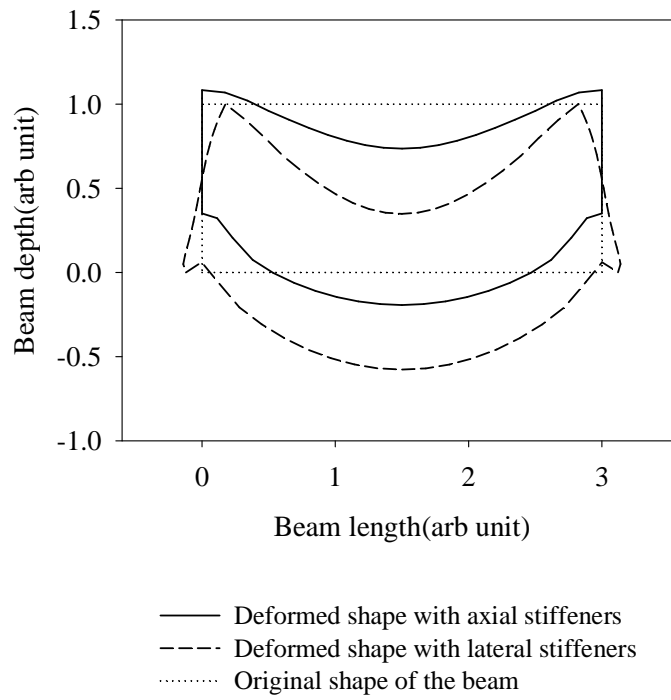 1.5
1.0
0.5
0.0
-0.5
-1.0
Beam depth(arb unit)
0 1 2 3
Beam length(arb unit)
Deformed shape with axial stiffeners
Deformed shape with lateral stiffeners
Original shape of the beam